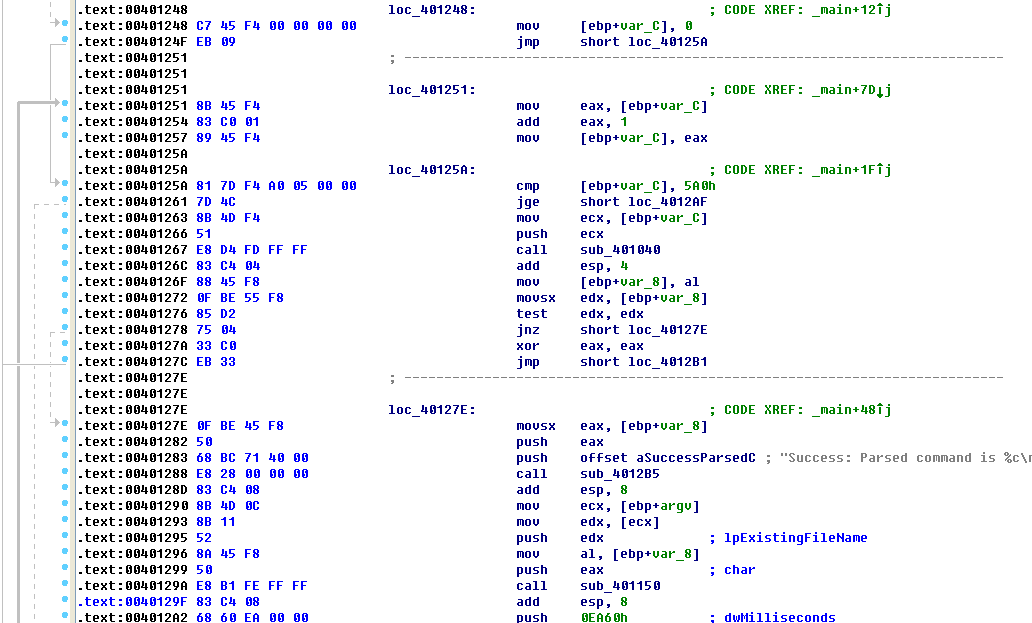 .text:00401248 loc_401248: ; CODE XREF: _main+12↑j
.text:00401248 C7 45 F4 00 00 00 00 mov [ebp+var_C], 0
.text:0040124F EB 09 jmp short loc_40125A
.text:00401251 ; ---------------------------------------------------------------------------
.text:00401251
.text:00401251 loc_401251: ; CODE XREF: _main+7D↓j
.text:00401251 8B 45 F4 mov eax, [ebp+var_C]
.text:00401254 83 C0 01 add eax, 1
.text:00401257 89 45 F4 mov [ebp+var_C], eax
.text:0040125A
.text:0040125A loc_40125A: ; CODE XREF: _main+1F↑j
.text:0040125A 81 7D F4 A0 05 00 00 cmp [ebp+var_C], 5A0h
.text:00401261 7D 4C jge short loc_4012AF
.text:00401263 8B 4D F4 mov ecx, [ebp+var_C]
.text:00401266 51 push ecx
.text:00401267 E8 D4 FD FF FF call sub_401040
.text:0040126C 83 C4 04 add esp, 4
.text:0040126F 88 45 F8 mov [ebp+var_8], al
.text:00401272 0F BE 55 F8 movsx edx, [ebp+var_8]
.text:00401276 85 D2 test edx, edx
.text:00401278 75 04 jnz short loc_40127E
.text:0040127A 33 C0 xor eax, eax
.text:0040127C EB 33 jmp short loc_4012B1
.text:0040127E ; ---------------------------------------------------------------------------
.text:0040127E
.text:0040127E loc_40127E: ; CODE XREF: _main+48↑j
.text:0040127E 0F BE 45 F8 movsx eax, [ebp+var_8]
.text:00401282 50 push eax
.text:00401283 68 BC 71 40 00 push offset aSuccessParsedC ; "Success: Parsed command is %c\n
.text:00401288 E8 28 00 00 00 call sub_4012B5
.text:0040128D 83 C4 08 add esp, 8
.text:00401290 8B 4D 0C mov ecx, [ebp+argv]
.text:00401293 8B 11 mov edx, [ecx]
.text:00401295 52 push edx ; lpExistingFileName
.text:00401296 8A 45 F8 mov al, [ebp+var_8]
.text:00401299 50 push eax ; char
.text:0040129A E8 B1 FE FF FF call sub_401150
.text:0040129F 83 C4 08 add esp, 8
.text:004012A2 68 60 EA 00 00 push 0EA60h ; dwMilliseconds